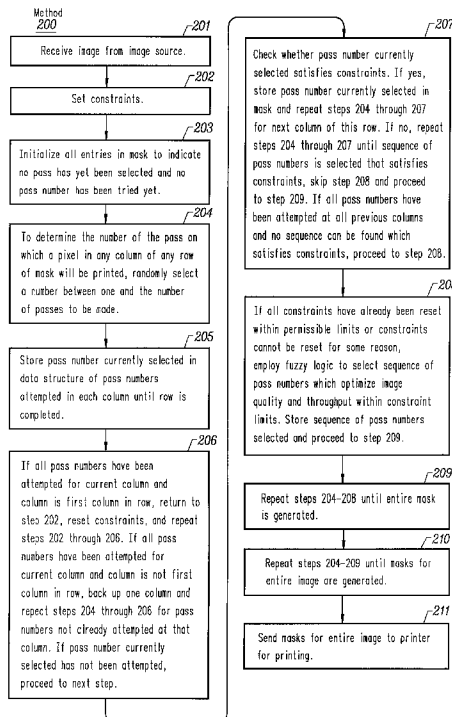 Method
200
201
Receive image from image source.
202
Set constraints.
203
Initialize all entries in mask to indicate
no pass has yet been selected and no
pass number has been tried yet.
204
To determine the number of the pass on
which a pixel in any column of any row
of mask will be printed, randomly select
a number between one and the number
of passes to be made.
205
Store pass number currently selected in
data structure of pass numbers
attempted in each column until row is
completed.
206
If all pass numbers have been
attempted for current column and
column is first column in row, return to
step 202, reset constraints, and repeat
steps 202 through 206. If all pass
numbers have been attempted for
current column and column is not first
column in row, back up one column and
repeat steps 204 through 206 for pass
numbers not already attempted at that
column. If pass number currently
selected has not been attempted,
proceed to next step.
207
Check whether pass number currently
selected satisfies constraints. If yes,
store pass number currently selected in
mask and repeat steps 204 through 207
for next column of this row. If no, repeat
steps 204 through 207 until sequence of
pass numbers is selected that satisfies
constraints, skip step 208 and proceed
to step 209. If all pass numbers have
been attempted at all previous columns
and no sequence can be found which
satisfies constraints, proceed to step 208.
208
If all constraints have already been reset
within permissible limits or constraints
cannot be reset for some reason,
employ fuzzy logic to select sequence of
pass numbers which optimize image
quality and throughput within constraint
limits. Store sequence of pass numbers
selected and proceed to step 209.
209
Repeat steps 204-208 until entire mask
is generated.
210
Repeat steps 204-209 until masks for
entire image are generated.
211
Send masks for entire image to printer
for printing.